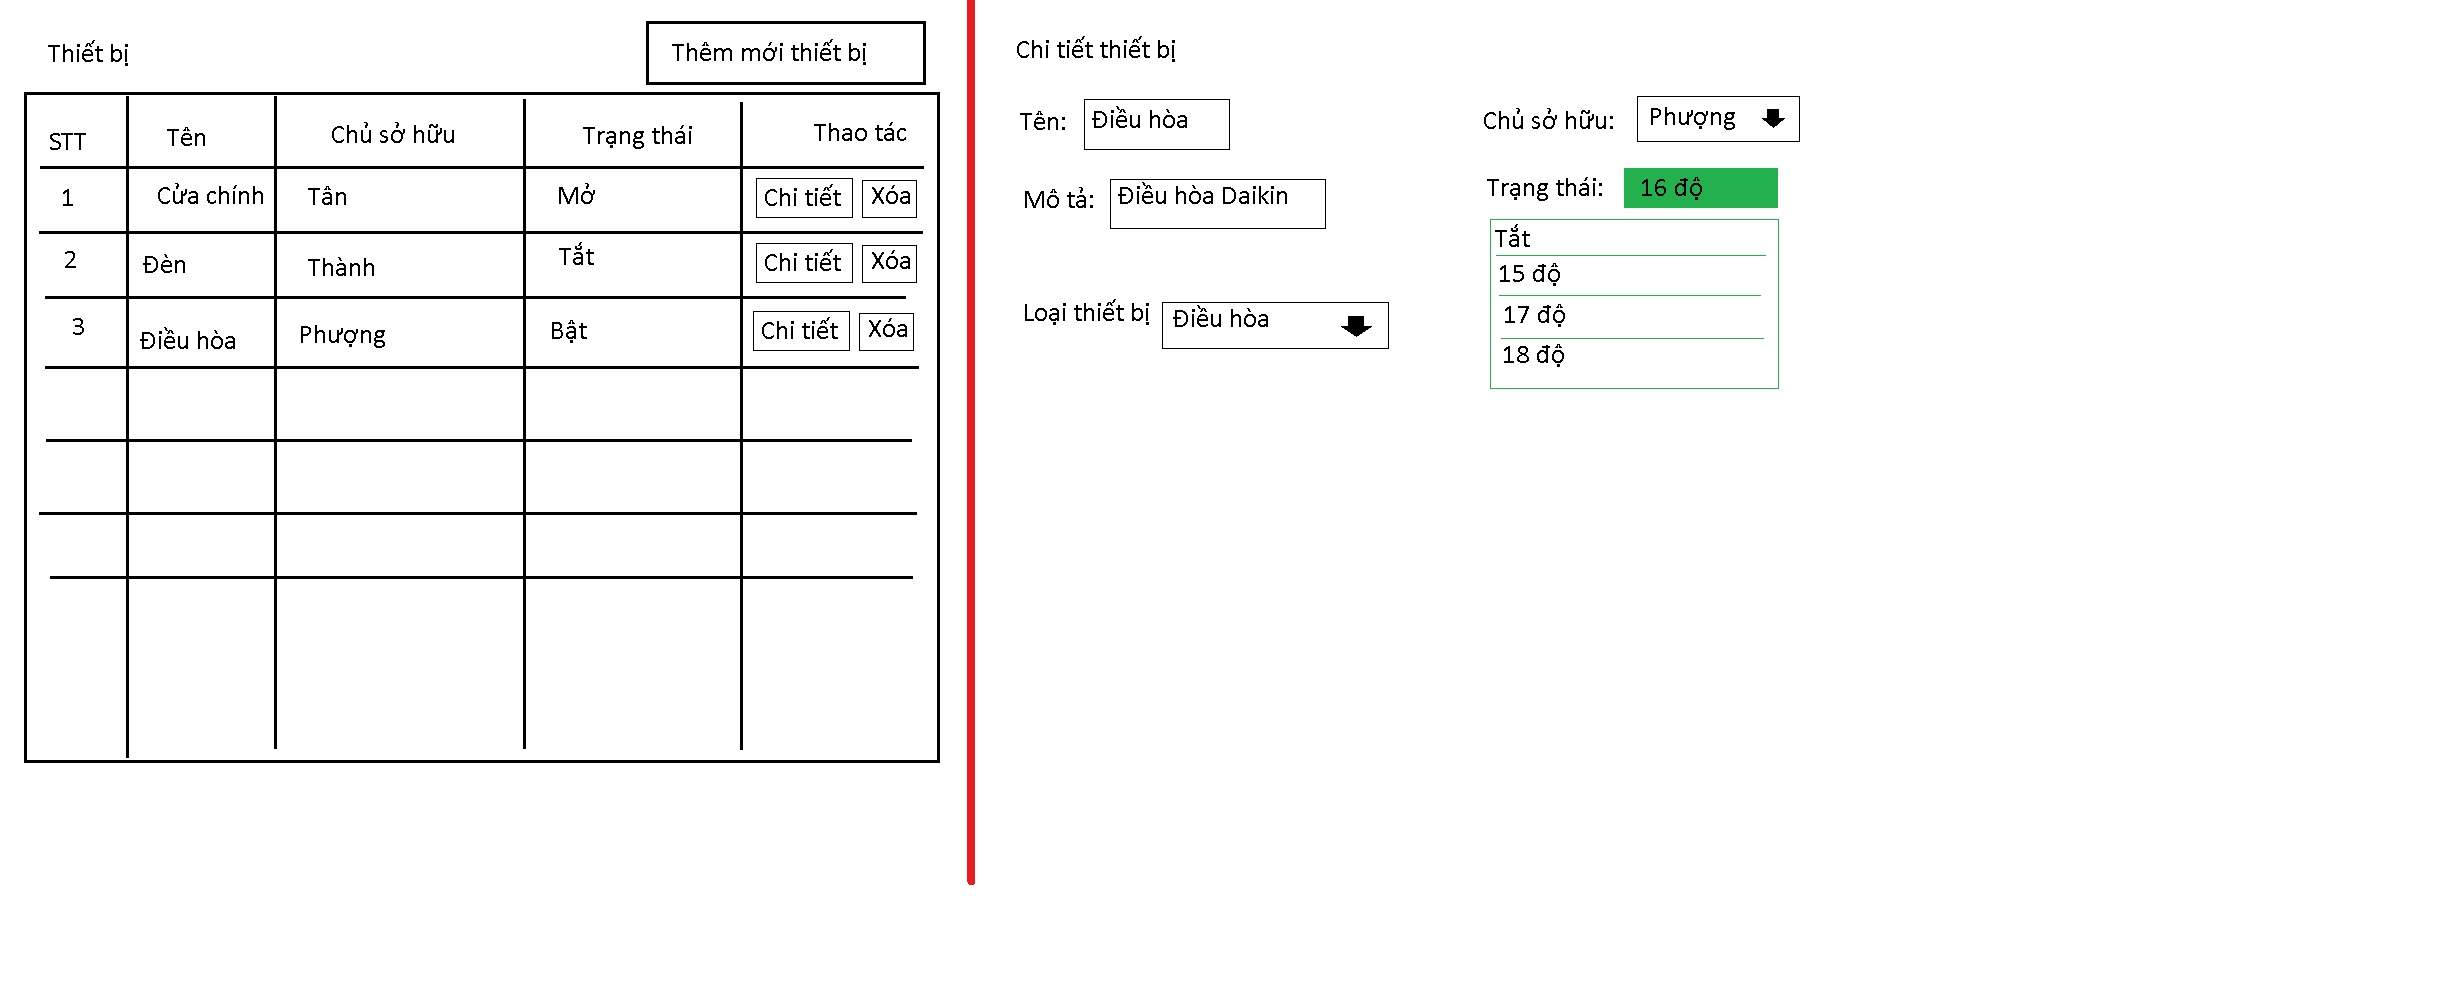 Thiết bị
Thêm mới thiết bị
STT Tên Chủ sở hữu Trạng thái Thao tác
1 Cửa chính Tân Mở Chi tiết Xóa
2 Đèn Thành Tắt Chi tiết Xóa
3 Điều hòa Phượng Bật Chi tiết Xóa
Chi tiết thiết bị
Tên: Điều hòa
Mô tả: Điều hòa Daikin
Loại thiết bị Điều hòa
Chủ sở hữu: Phượng
Trạng thái: 16 độ
Tắt
15 độ
17 độ
18 độ